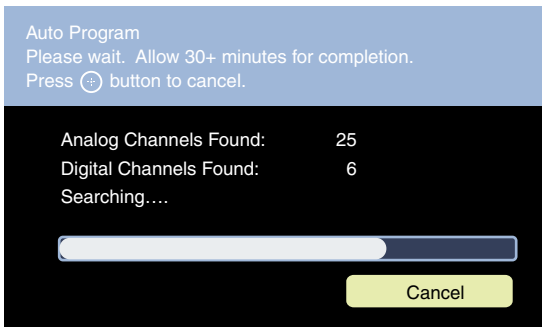 Auto Program
Please wait. Allow 30+ minutes for completion.
Press button to cancel.
Analog Channels Found: 25
Digital Channels Found: 6
Searching....
Cancel